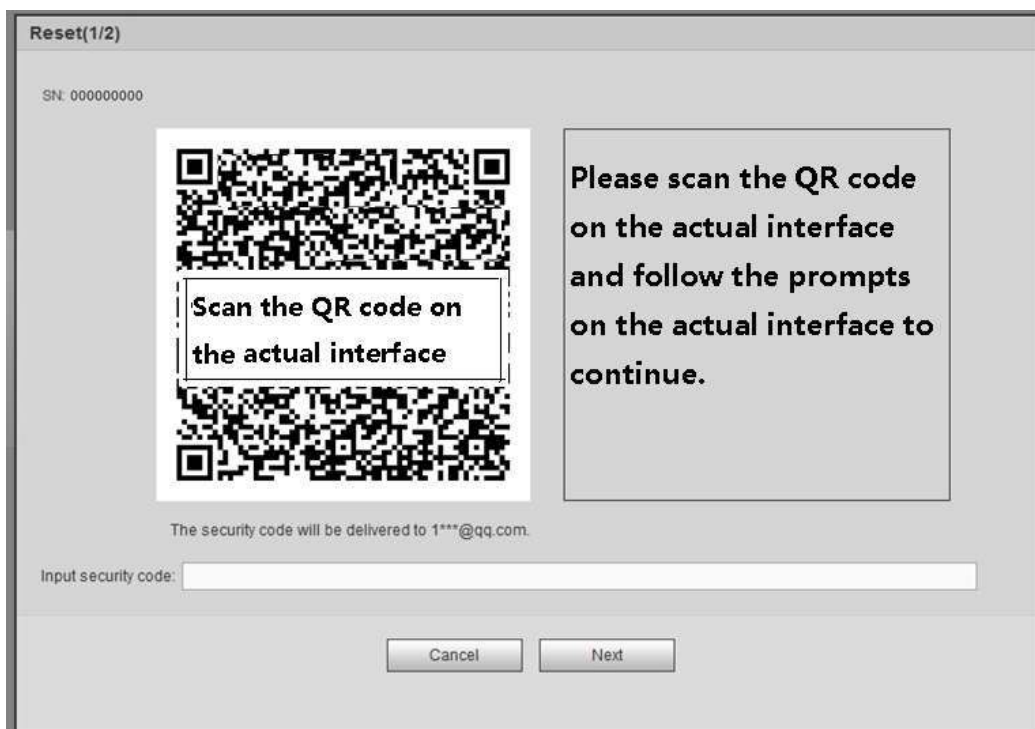 Reset(1/2)
SN: 000000000
Scan the QR code on
the actual interface
Please scan the QR code
on the actual interface
and follow the prompts
on the actual interface to
continue.
The security code will be delivered to 1***@qq.com.
Input security code:
Cancel
Next